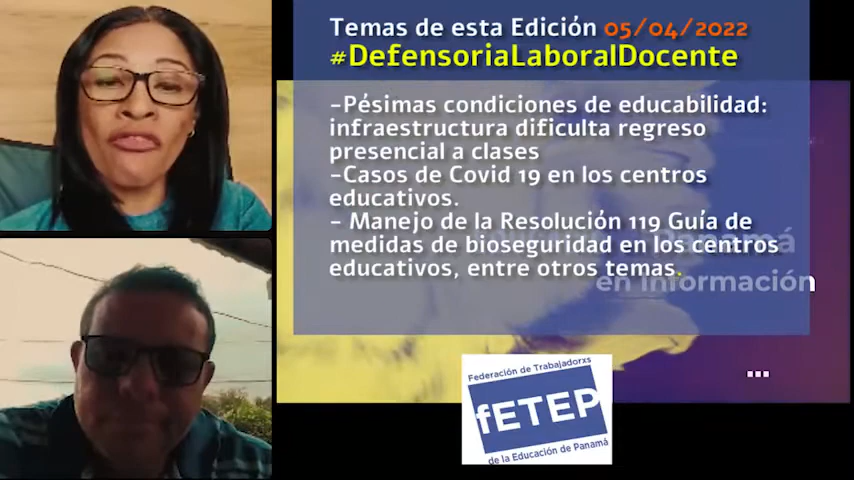 Temas de esta Edición 05/04/2022
#DefensoriaLaboralDocente
-Pésimas condiciones de educabilidad:
infraestructura dificulta regreso
presencial a clases
-Casos de Covid 19 en los centros
educativos.
- Manejo de la Resolución 119 Guía de
medidas de bioseguridad en los centros
educativos, entre otros temas.
Panamá
en Información
...
Federación de Trabajadorxs
fETEP
de la Educación de Panamá